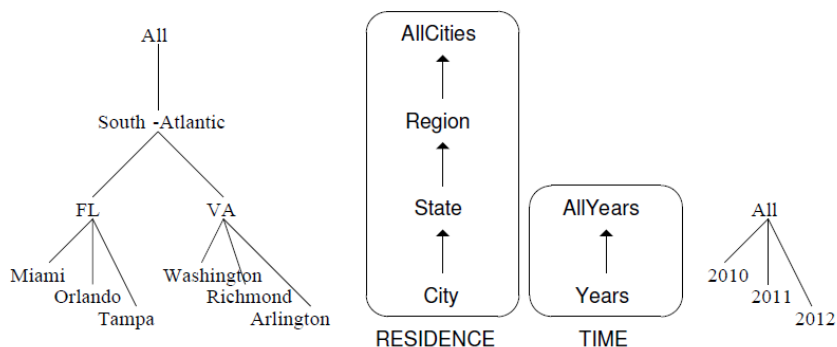 All
South -Atlantic
FL VA
Miami
Orlando
Tampa
Washington
Richmond
Arlington
AllCities
Region
State
City
RESIDENCE
AllYears
Years
TIME
All
2010
2011
2012